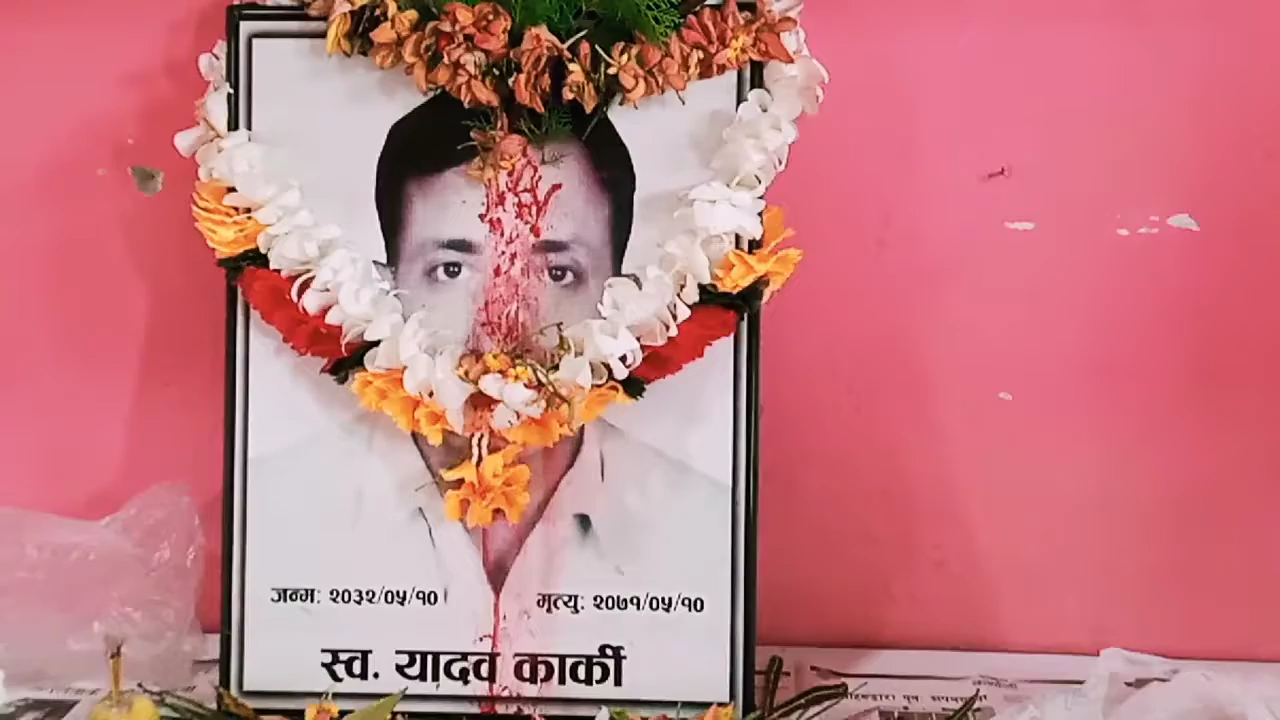 जन्म: २०३२/०५/१०
मृत्यु: २०७१/०५/१०
स्व. यादव कार्की